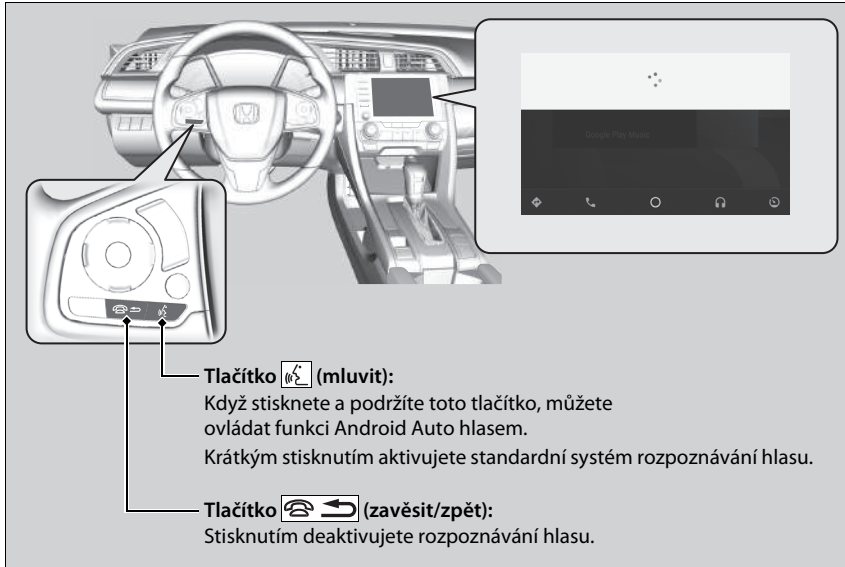 Google Play Music
Tlačítko (mluvit):
Když stisknete a podržíte toto tlačítko, můžete
ovládat funkci Android Auto hlasem.
Krátkým stisknutím aktivujete standardní systém rozpoznávání hlasu.
Tlačítko (zavěsit/zpět):
Stisknutím deaktivujete rozpoznávání hlasu.